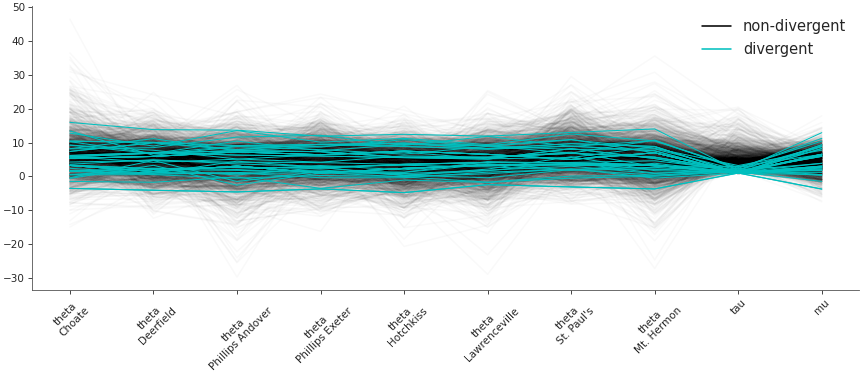 50
40
30
20
10
0
−10
−20
−30
non-divergent
divergent
theta
Choate
theta
Deerfield
theta
Phillips Andover
theta
Phillips Exeter
theta
Hotchkiss
theta
Lawrenceville
theta
St. Paul's
theta
Mt. Hermon
tau
mu